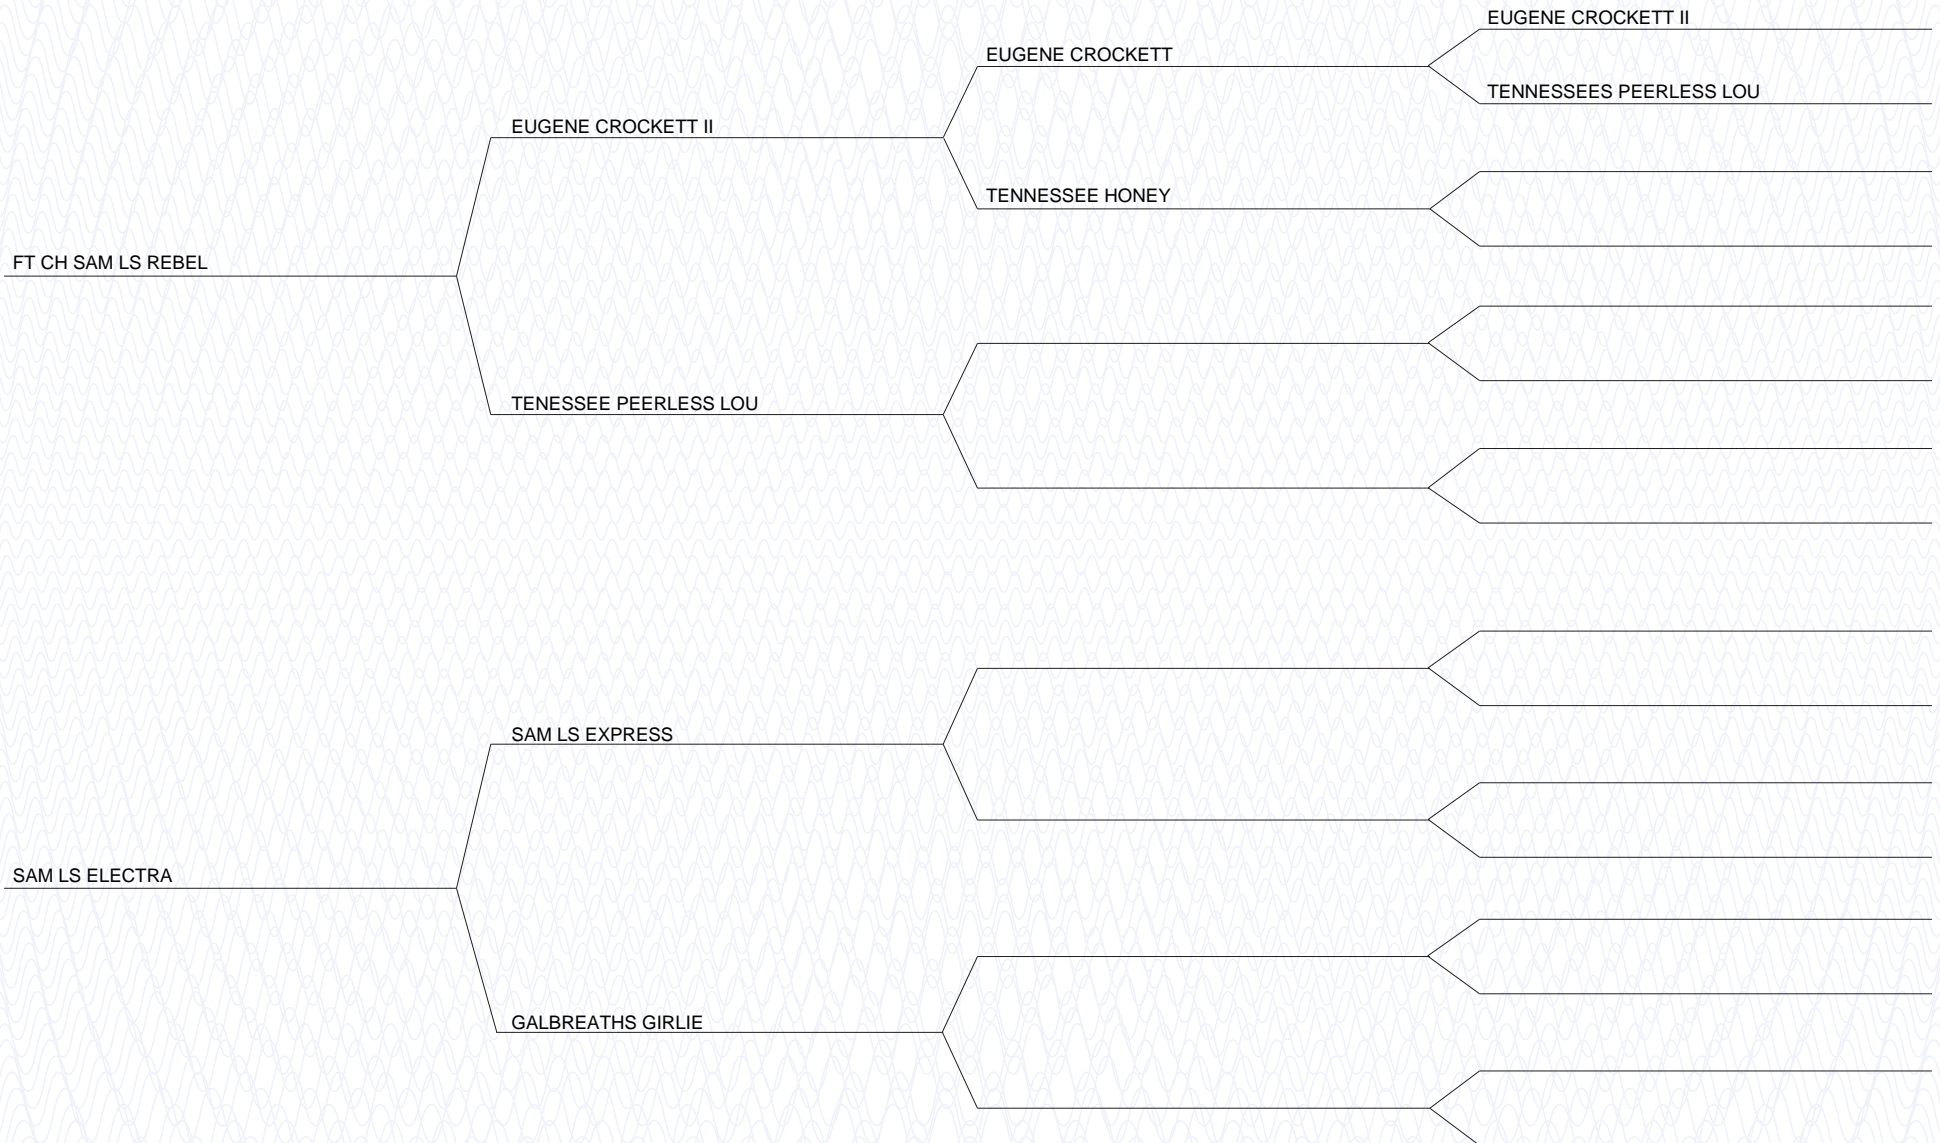 EUGENE CROCKETT II
EUGENE CROCKETT
TENNESSEES PEERLESS LOU
EUGENE CROCKETT II
TENNESSEE HONEY
FT CH SAM LS REBEL
TENESSEE PEERLESS LOU
SAM LS EXPRESS
SAM LS ELECTRA
GALBREATHS GIRLIE